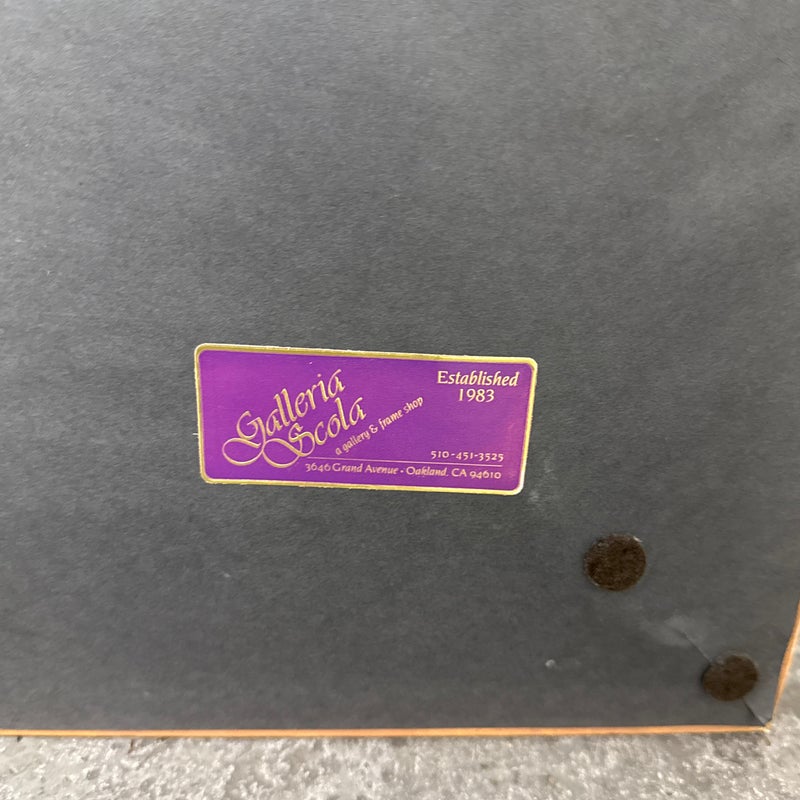 Galleria
Scola
a gallery & frame shop
Established
1983
510-451-3525
3646 Grand Avenue - Oakland, CA 94610